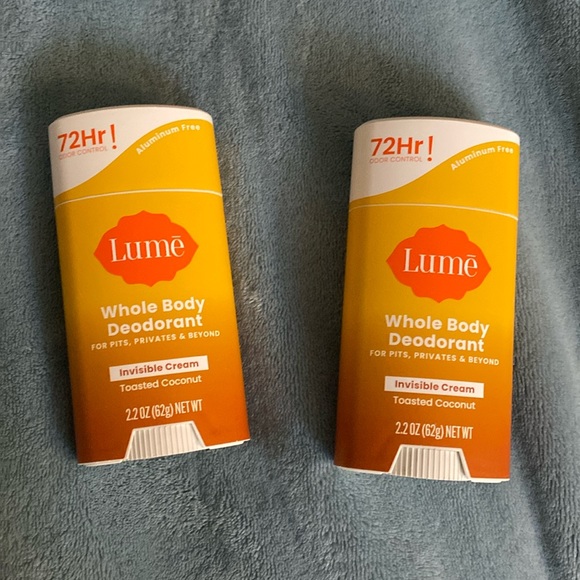 72Hr!
ODOR CONTROL
Aluminum Free
Lumē
Whole Body
Deodorant
FOR PITS, PRIVATES & BEYOND
Invisible Cream
Toasted Coconut
2.2 OZ (62g) NET WT
72Hr!
ODOR CONTROL
Aluminum Free
Lumē
Whole Body
Deodorant
FOR PITS, PRIVATES & BEYOND
Invisible Cream
Toasted Coconut
2.2 OZ (62g) NET WT